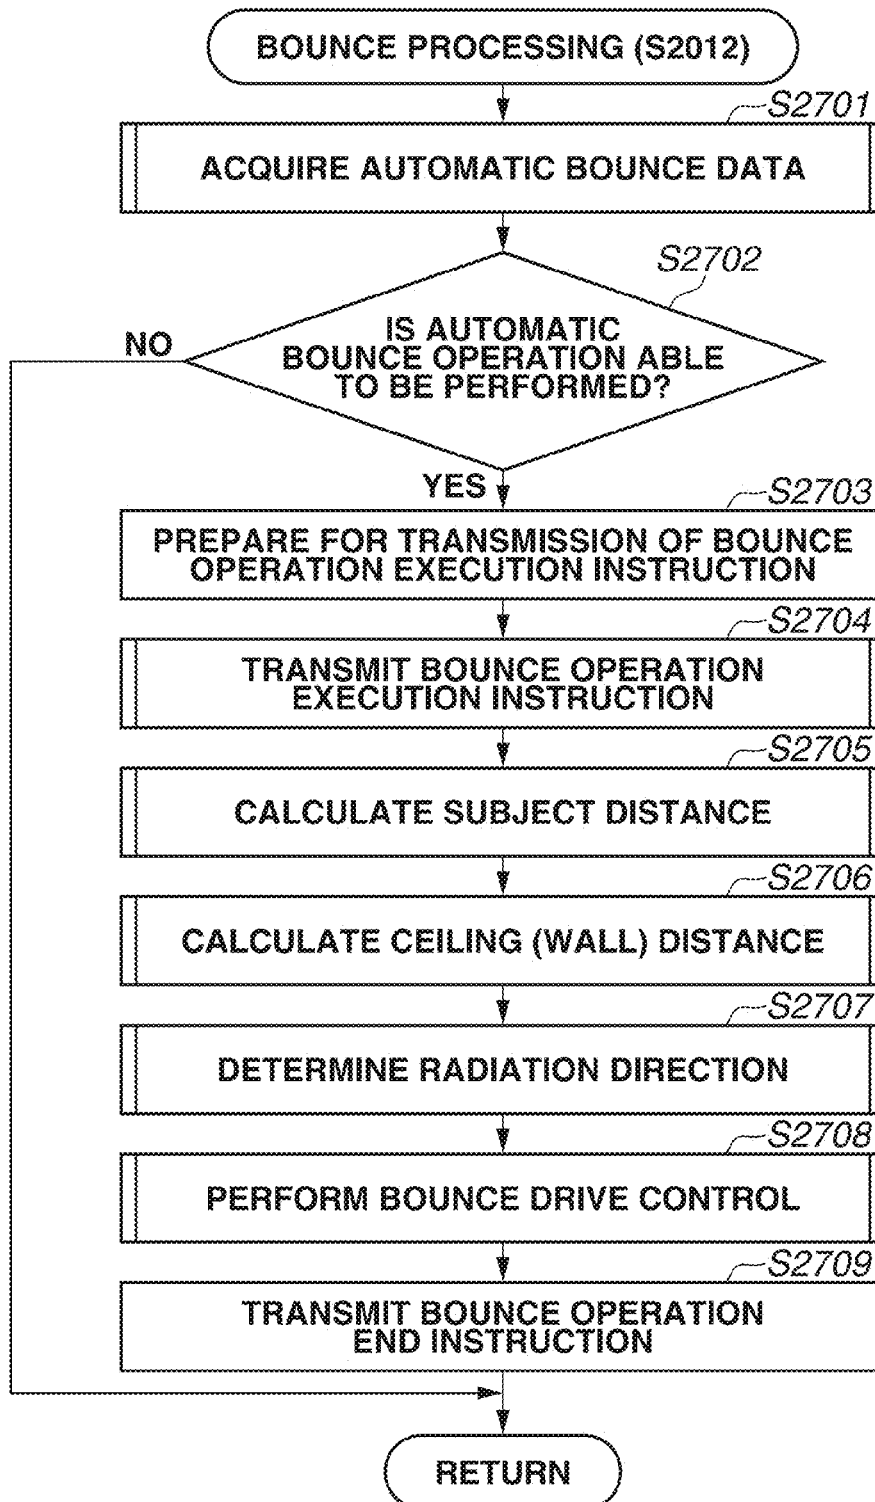 BOUNCE PROCESSING (S2012)
S2701
ACQUIRE AUTOMATIC BOUNCE DATA
S2702
IS AUTOMATIC
BOUNCE OPERATION ABLE
TO BE PERFORMED?
NO
YES
S2703
PREPARE FOR TRANSMISSION OF BOUNCE
OPERATION EXECUTION INSTRUCTION
S2704
TRANSMIT BOUNCE OPERATION
EXECUTION INSTRUCTION
S2705
CALCULATE SUBJECT DISTANCE
S2706
CALCULATE CEILING (WALL) DISTANCE
S2707
DETERMINE RADIATION DIRECTION
S2708
PERFORM BOUNCE DRIVE CONTROL
S2709
TRANSMIT BOUNCE OPERATION
END INSTRUCTION
RETURN